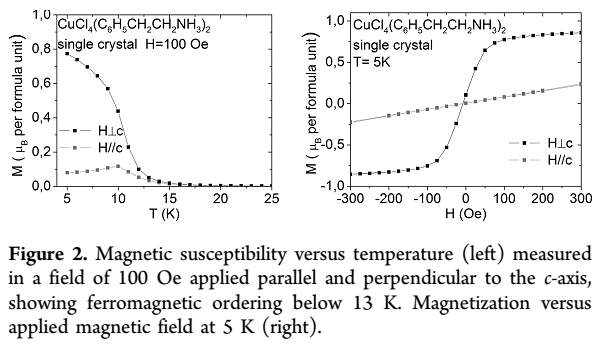 CuCl4(C6H5CH2CH2NH3)2
single crystal H=100 Oe
M ( μB per formula unit)
1,0
0,8
0,6
0,4
0,2
0,0
H⊥c
H//c
5 10 15 20 25
T (K)
CuCl4(C6H5CH2CH2NH3)2
single crystal
T= 5K
M ( μB per formula unit)
1,0
0,5
0,0
-0,5
-1,0
H⊥c
H//c
-300 -200 -100 0 100 200 300
H (Oe)
Figure 2. Magnetic susceptibility versus temperature (left) measured
in a field of 100 Oe applied parallel and perpendicular to the c-axis,
showing ferromagnetic ordering below 13 K. Magnetization versus
applied magnetic field at 5 K (right).